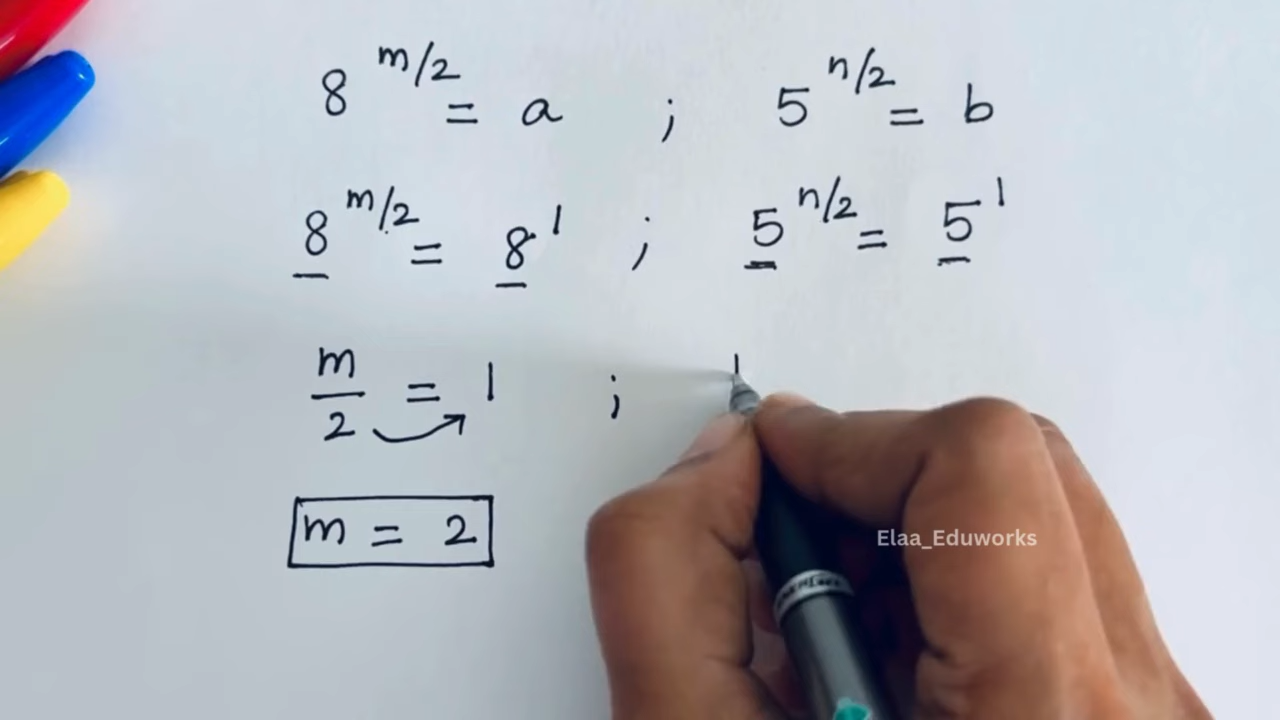 8^(m/2) = a ; 5^(n/2) = b
8^(m/2) = 8^1 ; 5^(n/2) = 5^1
m/2 = 1 ;
m = 2
Elaa_Eduworks